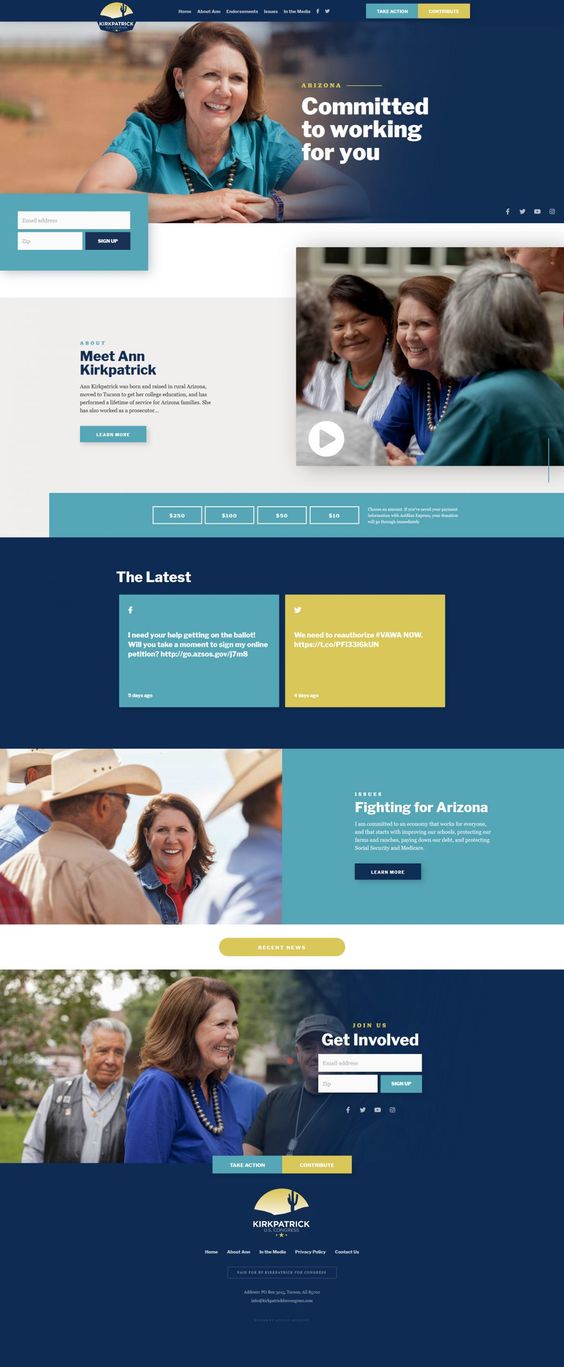 KIRKPATRICK
Home About Ann Endorsements Issues In the Media
TAKE ACTION CONTRIBUTE
ARIZONA
Committed
to working
for you
Email address
Zip SIGN UP
ABOUT
Meet Ann
Kirkpatrick
Ann Kirkpatrick was born and raised in rural Arizona,
moved to Tucson to get her college education, and has
performed a lifetime of service for Arizona families. She
has also worked as a prosecutor...
LEARN MORE
$250 $100 $50 $10
Choose an amount. If you've saved your payment
information with ActBlue Express, your donation
will go through immediately.
The Latest
I need your help getting on the ballot!
Will you take a moment to sign my online
petition? http://go.azsos.gov/j7m8
5 days ago
We need to reauthorize #VAWA NOW.
https://t.co/PFi33I6kUN
4 days ago
ISSUES
Fighting for Arizona
I am committed to an economy that works for everyone,
and that starts with improving our schools, protecting our
farms and ranches, paying down our debt, and protecting
Social Security and Medicare.
LEARN MORE
RECENT NEWS
JOIN US
Get Involved
Email address
Zip SIGN UP
TAKE ACTION CONTRIBUTE
KIRKPATRICK
U.S. CONGRESS
Home About Ann In the Media Privacy Policy Contact Us
PAID FOR BY KIRKPATRICK FOR CONGRESS
Address: PO Box 3045, Tucson, AZ 85702
info@kirkpatrickforcongress.com